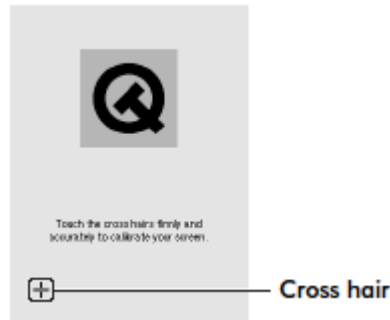 Touch the cross hairs firmly and
accurately to calibrate your screen.
Cross hair